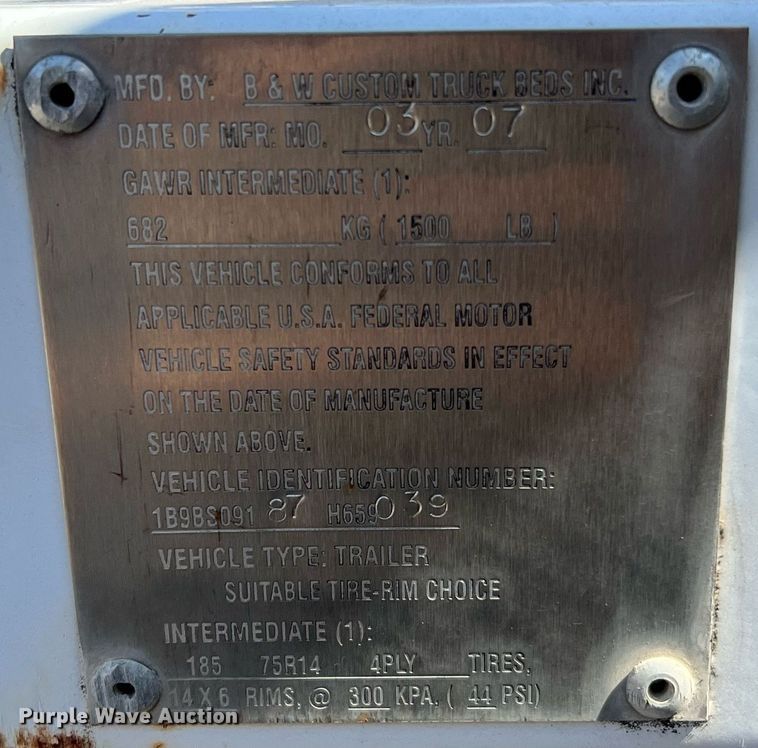 MFD. BY: B & W CUSTOM TRUCK BEDS INC.
DATE OF MFR: MO. 03 YR. 07
GAWR INTERMEDIATE (1):
682 KG ( 1500 LB )
THIS VEHICLE CONFORMS TO ALL
APPLICABLE U.S.A. FEDERAL MOTOR
VEHICLE SAFETY STANDARDS IN EFFECT
ON THE DATE OF MANUFACTURE
SHOWN ABOVE.
VEHICLE IDENTIFICATION NUMBER:
1B9BS091 87 H659039
VEHICLE TYPE: TRAILER
SUITABLE TIRE-RIM CHOICE
INTERMEDIATE (1):
185 75R14 4PLY TIRES,
14 X 6 RIMS, @ 300 KPA, ( 44 PSI)
Purple Wave Auction